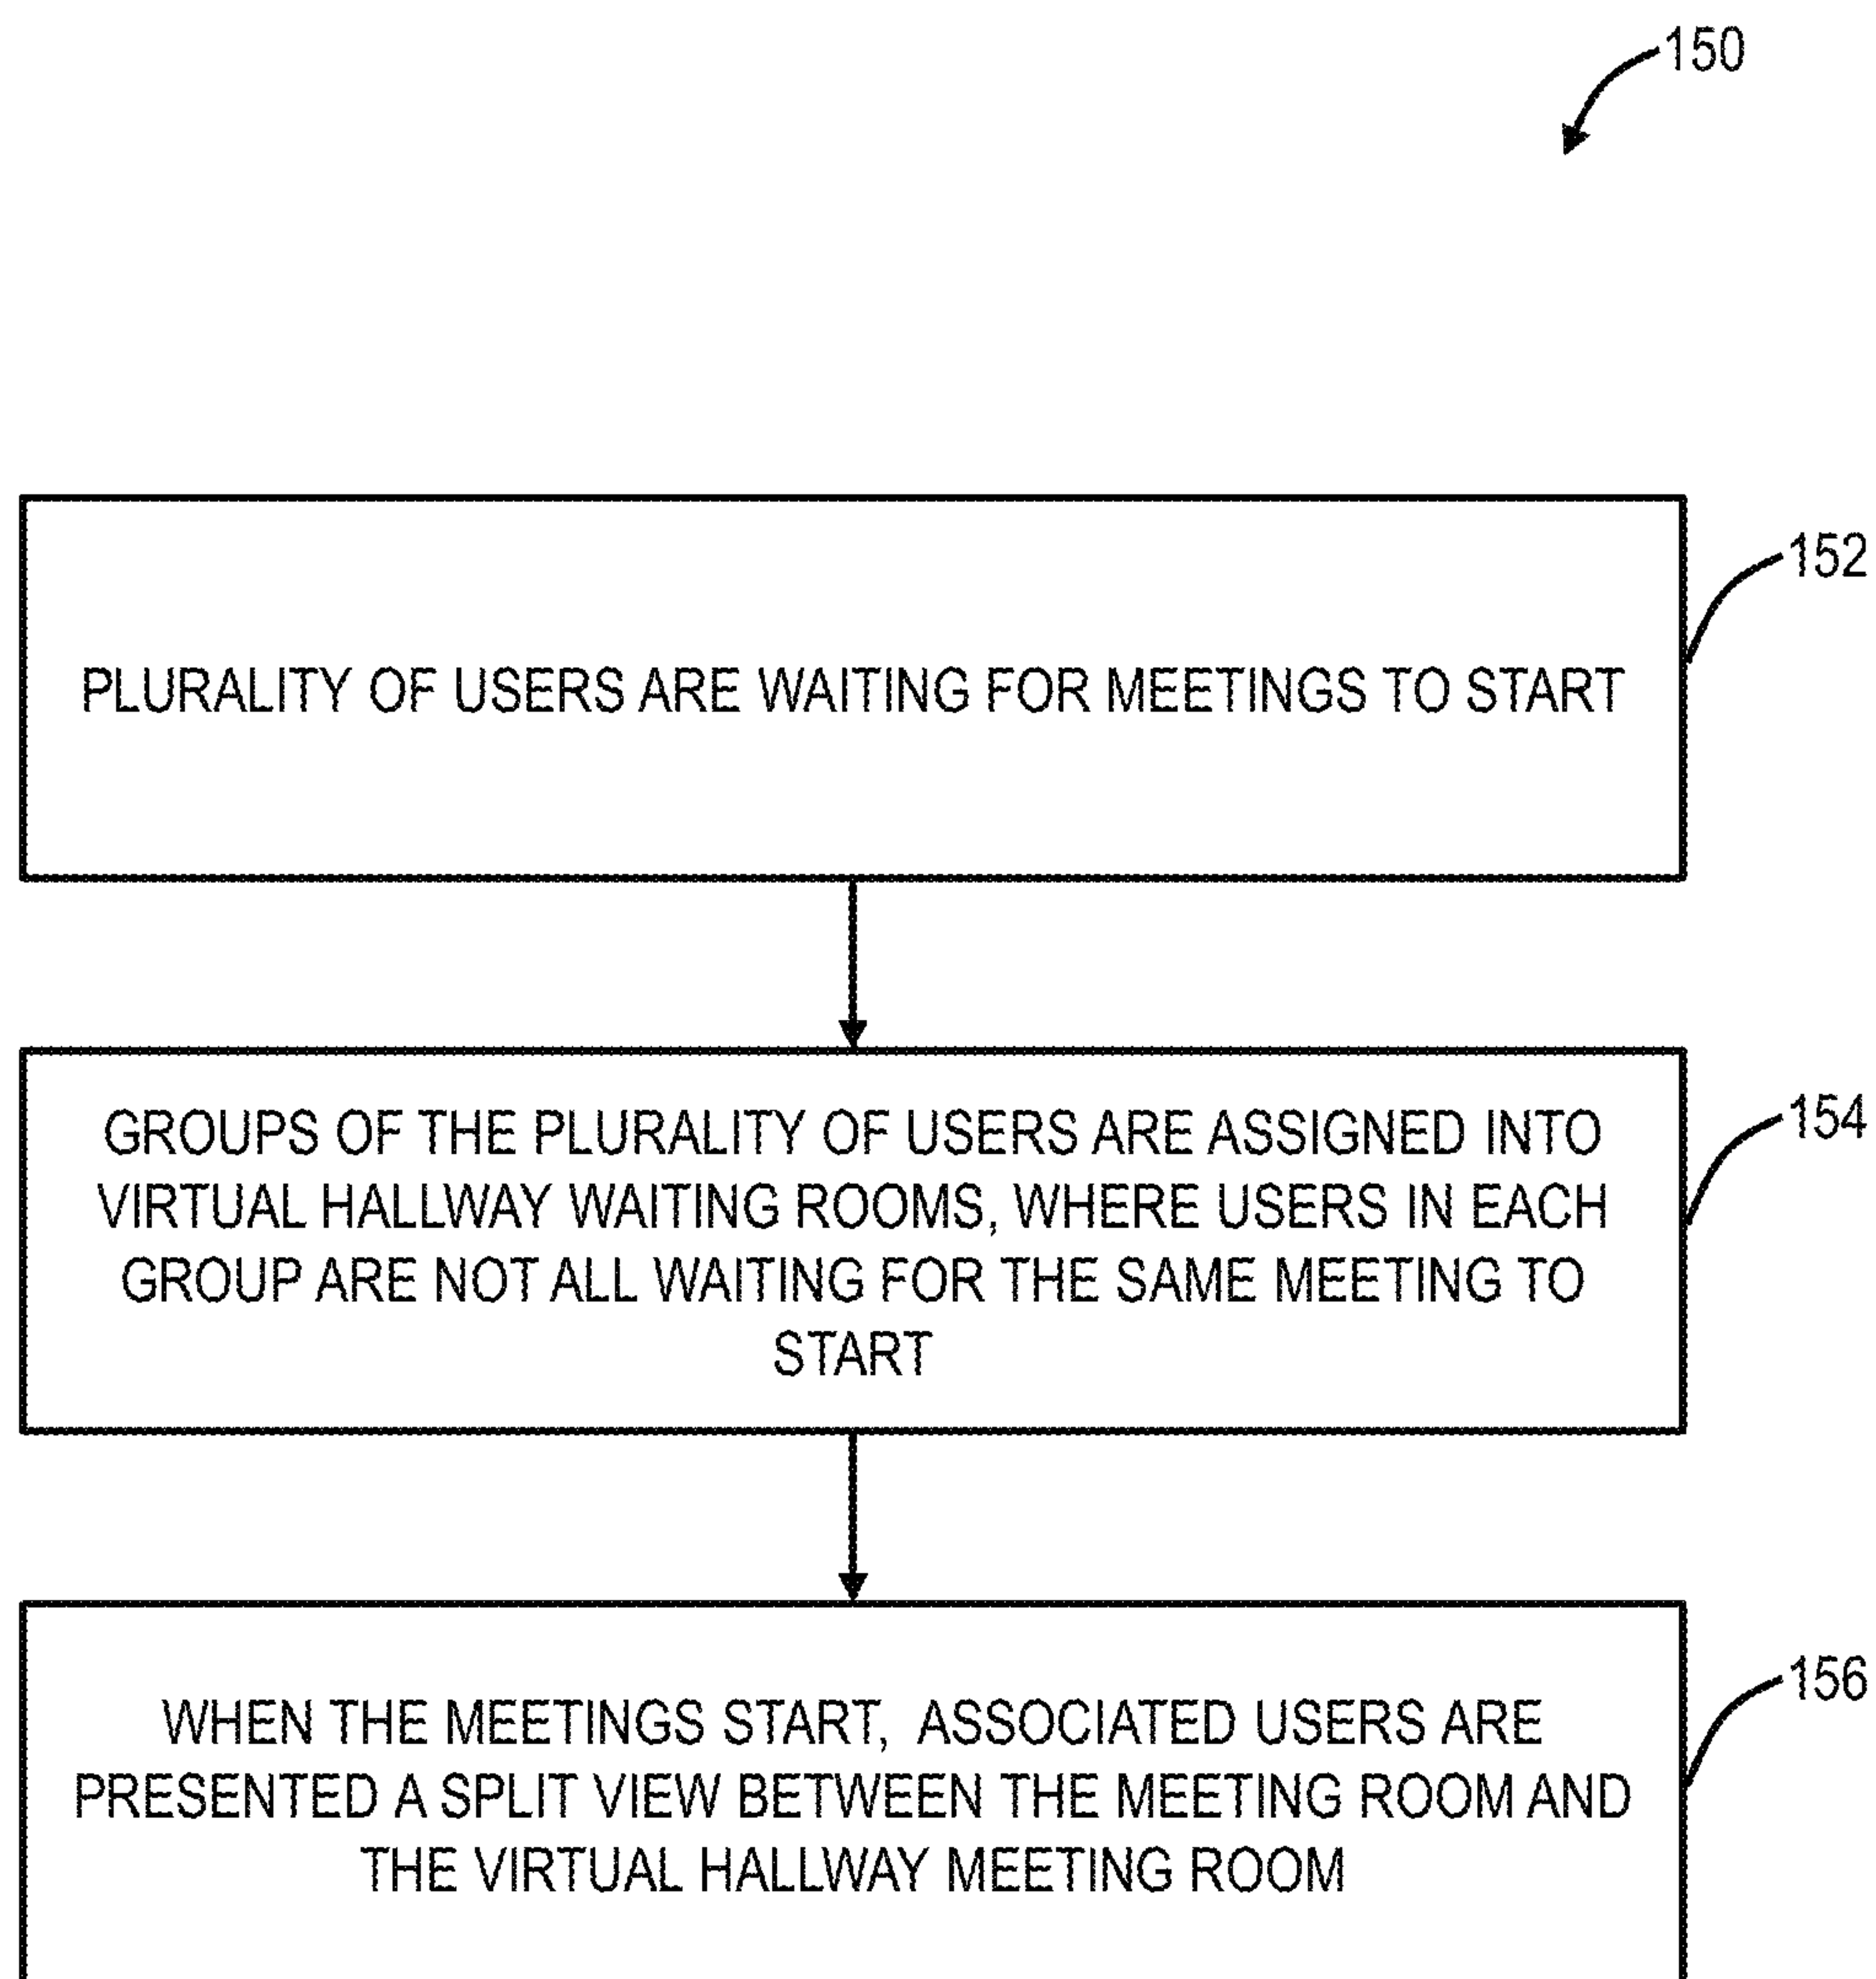 150
152
PLURALITY OF USERS ARE WAITING FOR MEETINGS TO START
154
GROUPS OF THE PLURALITY OF USERS ARE ASSIGNED INTO
VIRTUAL HALLWAY WAITING ROOMS, WHERE USERS IN EACH
GROUP ARE NOT ALL WAITING FOR THE SAME MEETING TO
START
156
WHEN THE MEETINGS START, ASSOCIATED USERS ARE
PRESENTED A SPLIT VIEW BETWEEN THE MEETING ROOM AND
THE VIRTUAL HALLWAY MEETING ROOM